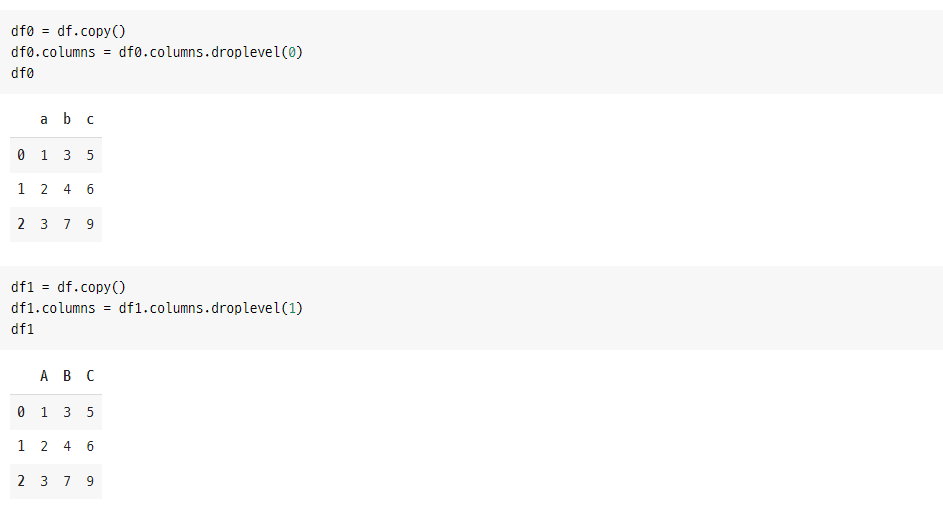 df0 = df.copy()
df0.columns = df0.columns.droplevel(0)
df0
a b c
0 1 3 5
1 2 4 6
2 3 7 9
df1 = df.copy()
df1.columns = df1.columns.droplevel(1)
df1
A B C
0 1 3 5
1 2 4 6
2 3 7 9